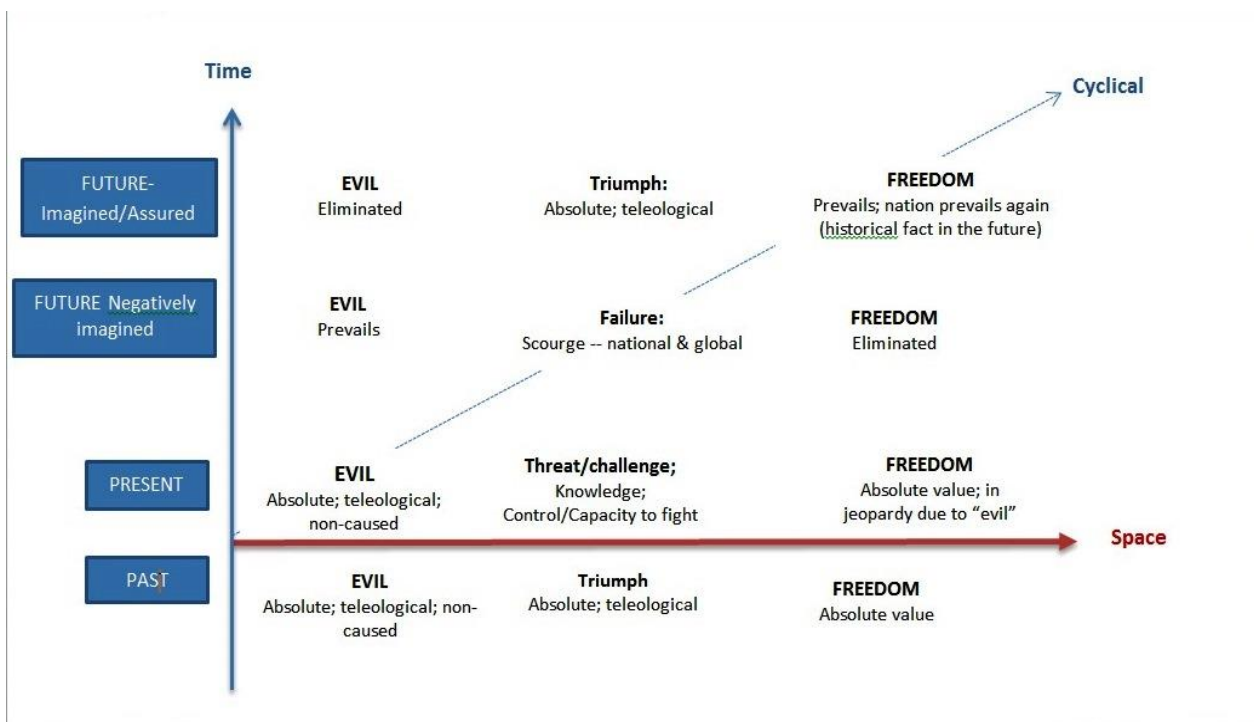 Time
Cyclical
FUTURE-
Imagined/Assured
EVIL
Eliminated
Triumph:
Absolute; teleological
FREEDOM
Prevails; nation prevails again
(historical fact in the future)
FUTURE Negatively
imagined
EVIL
Prevails
Failure:
Scourge -- national & global
FREEDOM
Eliminated
PRESENT
EVIL
Absolute; teleological;
non-caused
Threat/challenge;
Knowledge;
Control/Capacity to fight
FREEDOM
Absolute value; in
jeopardy due to “evil”
Space
PAST
EVIL
Absolute; teleological; non-
caused
Triumph
Absolute; teleological
FREEDOM
Absolute value